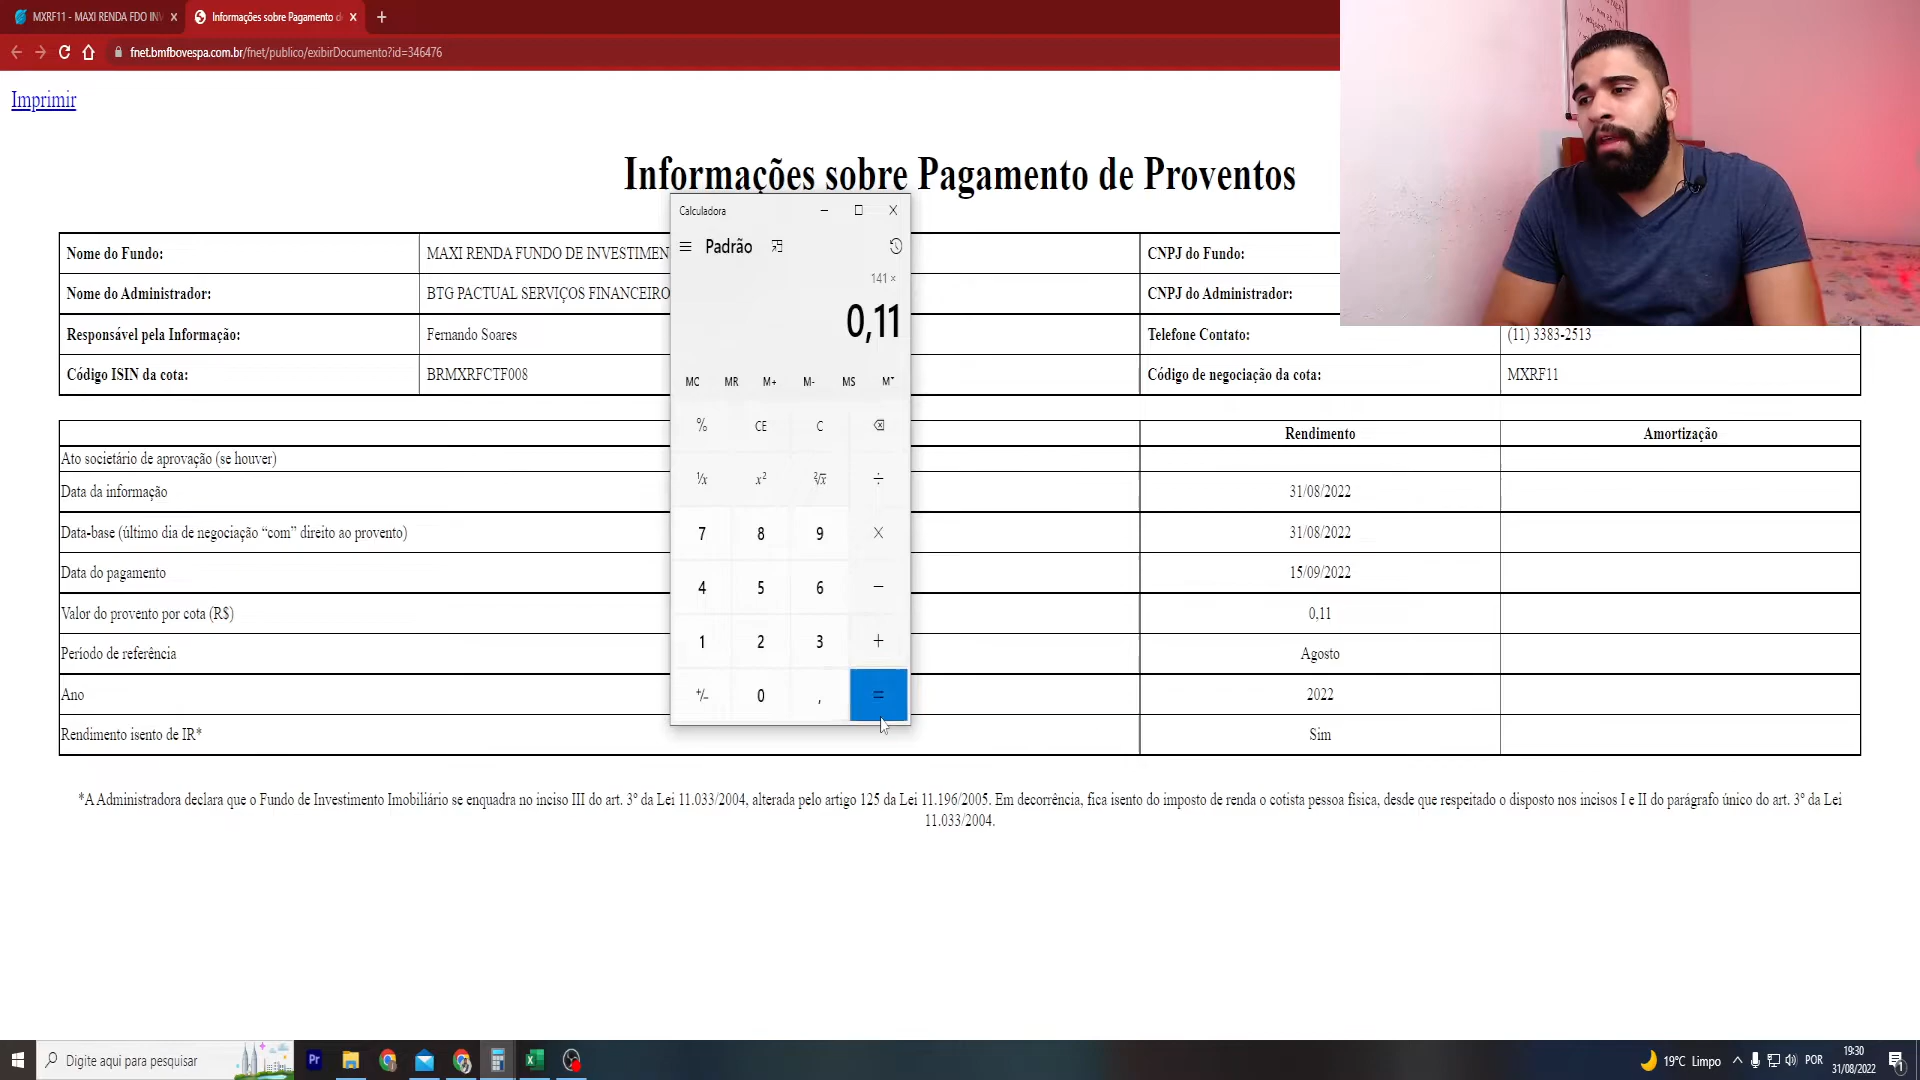 MXRF11 - MAXI RENDA FDO INV
Informações sobre Pagamento d
fnet.bmfbovespa.com.br/fnet/publico/exibirDocumento?id=346476
Imprimir
Informações sobre Pagamento de Proventos
Nome do Fundo: MAXI RENDA FUNDO DE INVESTIMEN CNPJ do Fundo:
Nome do Administrador: BTG PACTUAL SERVIÇOS FINANCEIRO CNPJ do Administrador:
Responsável pela Informação: Fernando Soares Telefone Contato: (11) 3383-2513
Código ISIN da cota: BRMXRFCTF008 Código de negociação da cota: MXRF11
Calculadora
Padrão
141 ×
0,11
MC MR M+ M- MS M˅
% CE C
¹/x x² ²√x ÷
7 8 9 ×
4 5 6 −
1 2 3 +
+/− 0 , =
Rendimento Amortização
Ato societário de aprovação (se houver)
Data da informação 31/08/2022
Data-base (último dia de negociação “com” direito ao provento) 31/08/2022
Data do pagamento 15/09/2022
Valor do provento por cota (R$) 0,11
Período de referência Agosto
Ano 2022
Rendimento isento de IR* Sim
*A Administradora declara que o Fundo de Investimento Imobiliário se enquadra no inciso III do art. 3º da Lei 11.033/2004, alterada pelo artigo 125 da Lei 11.196/2005. Em decorrência, fica isento do imposto de renda o cotista pessoa física, desde que respeitado o disposto nos incisos I e II do parágrafo único do art. 3º da Lei
11.033/2004.
Digite aqui para pesquisar
Pr
19°C Limpo
POR
19:30
31/08/2022
1